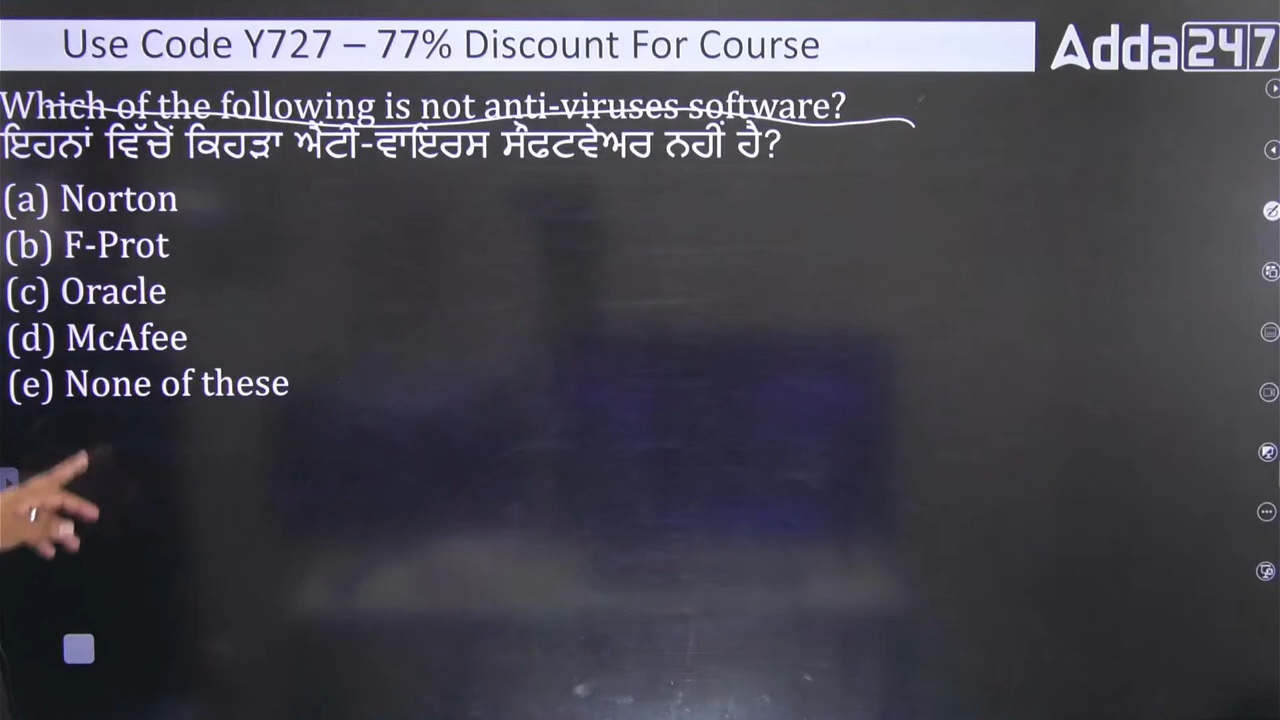 Use Code Y727 – 77% Discount For Course
Adda247
Which of the following is not anti-viruses software?
ਇਹਨਾਂ ਵਿੱਚੋਂ ਕਿਹੜਾ ਐਂਟੀ-ਵਾਇਰਸ ਸੌਫਟਵੇਅਰ ਨਹੀਂ ਹੈ?
(a) Norton
(b) F-Prot
(c) Oracle
(d) McAfee
(e) None of these